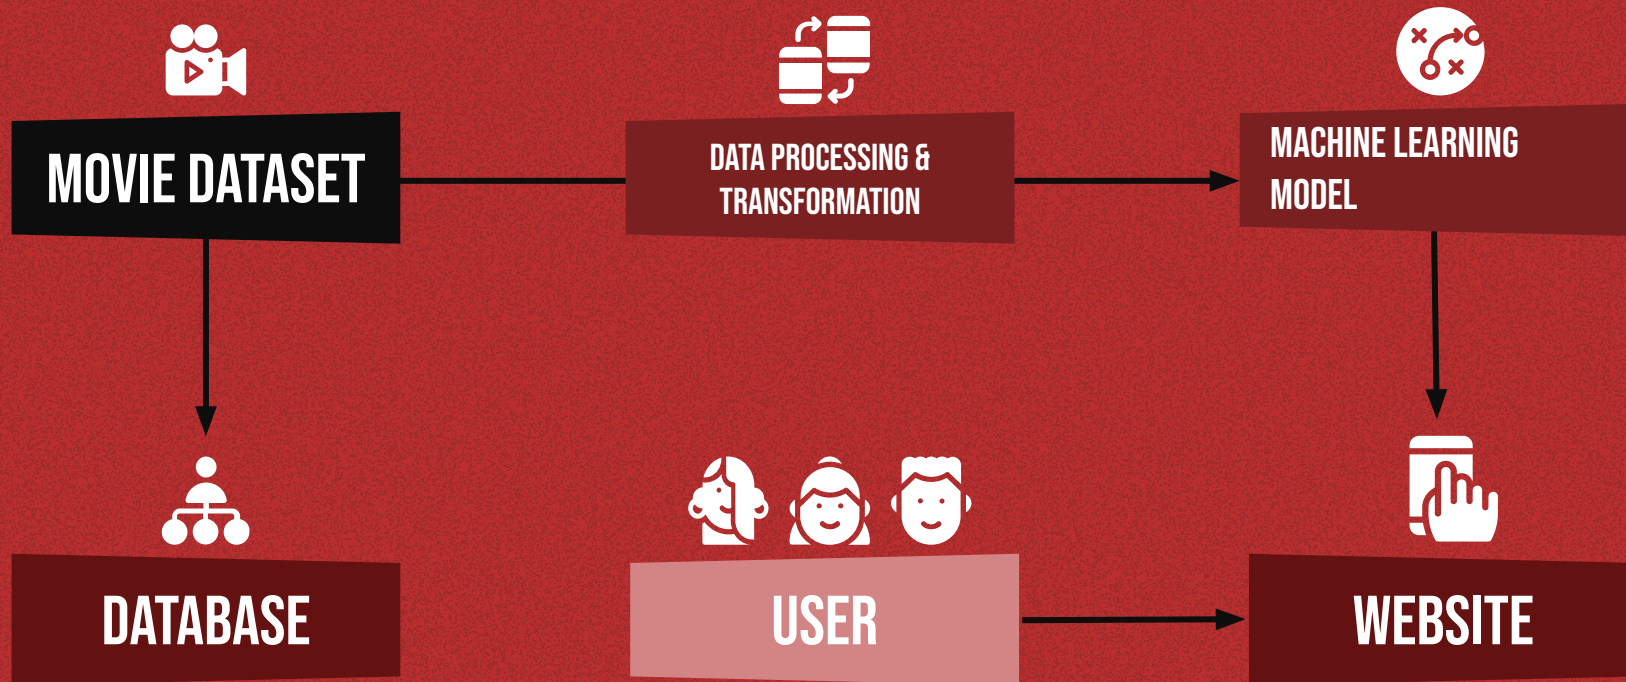 MOVIE DATASET
DATA PROCESSING &
TRANSFORMATION
MACHINE LEARNING
MODEL
DATABASE
USER
WEBSITE